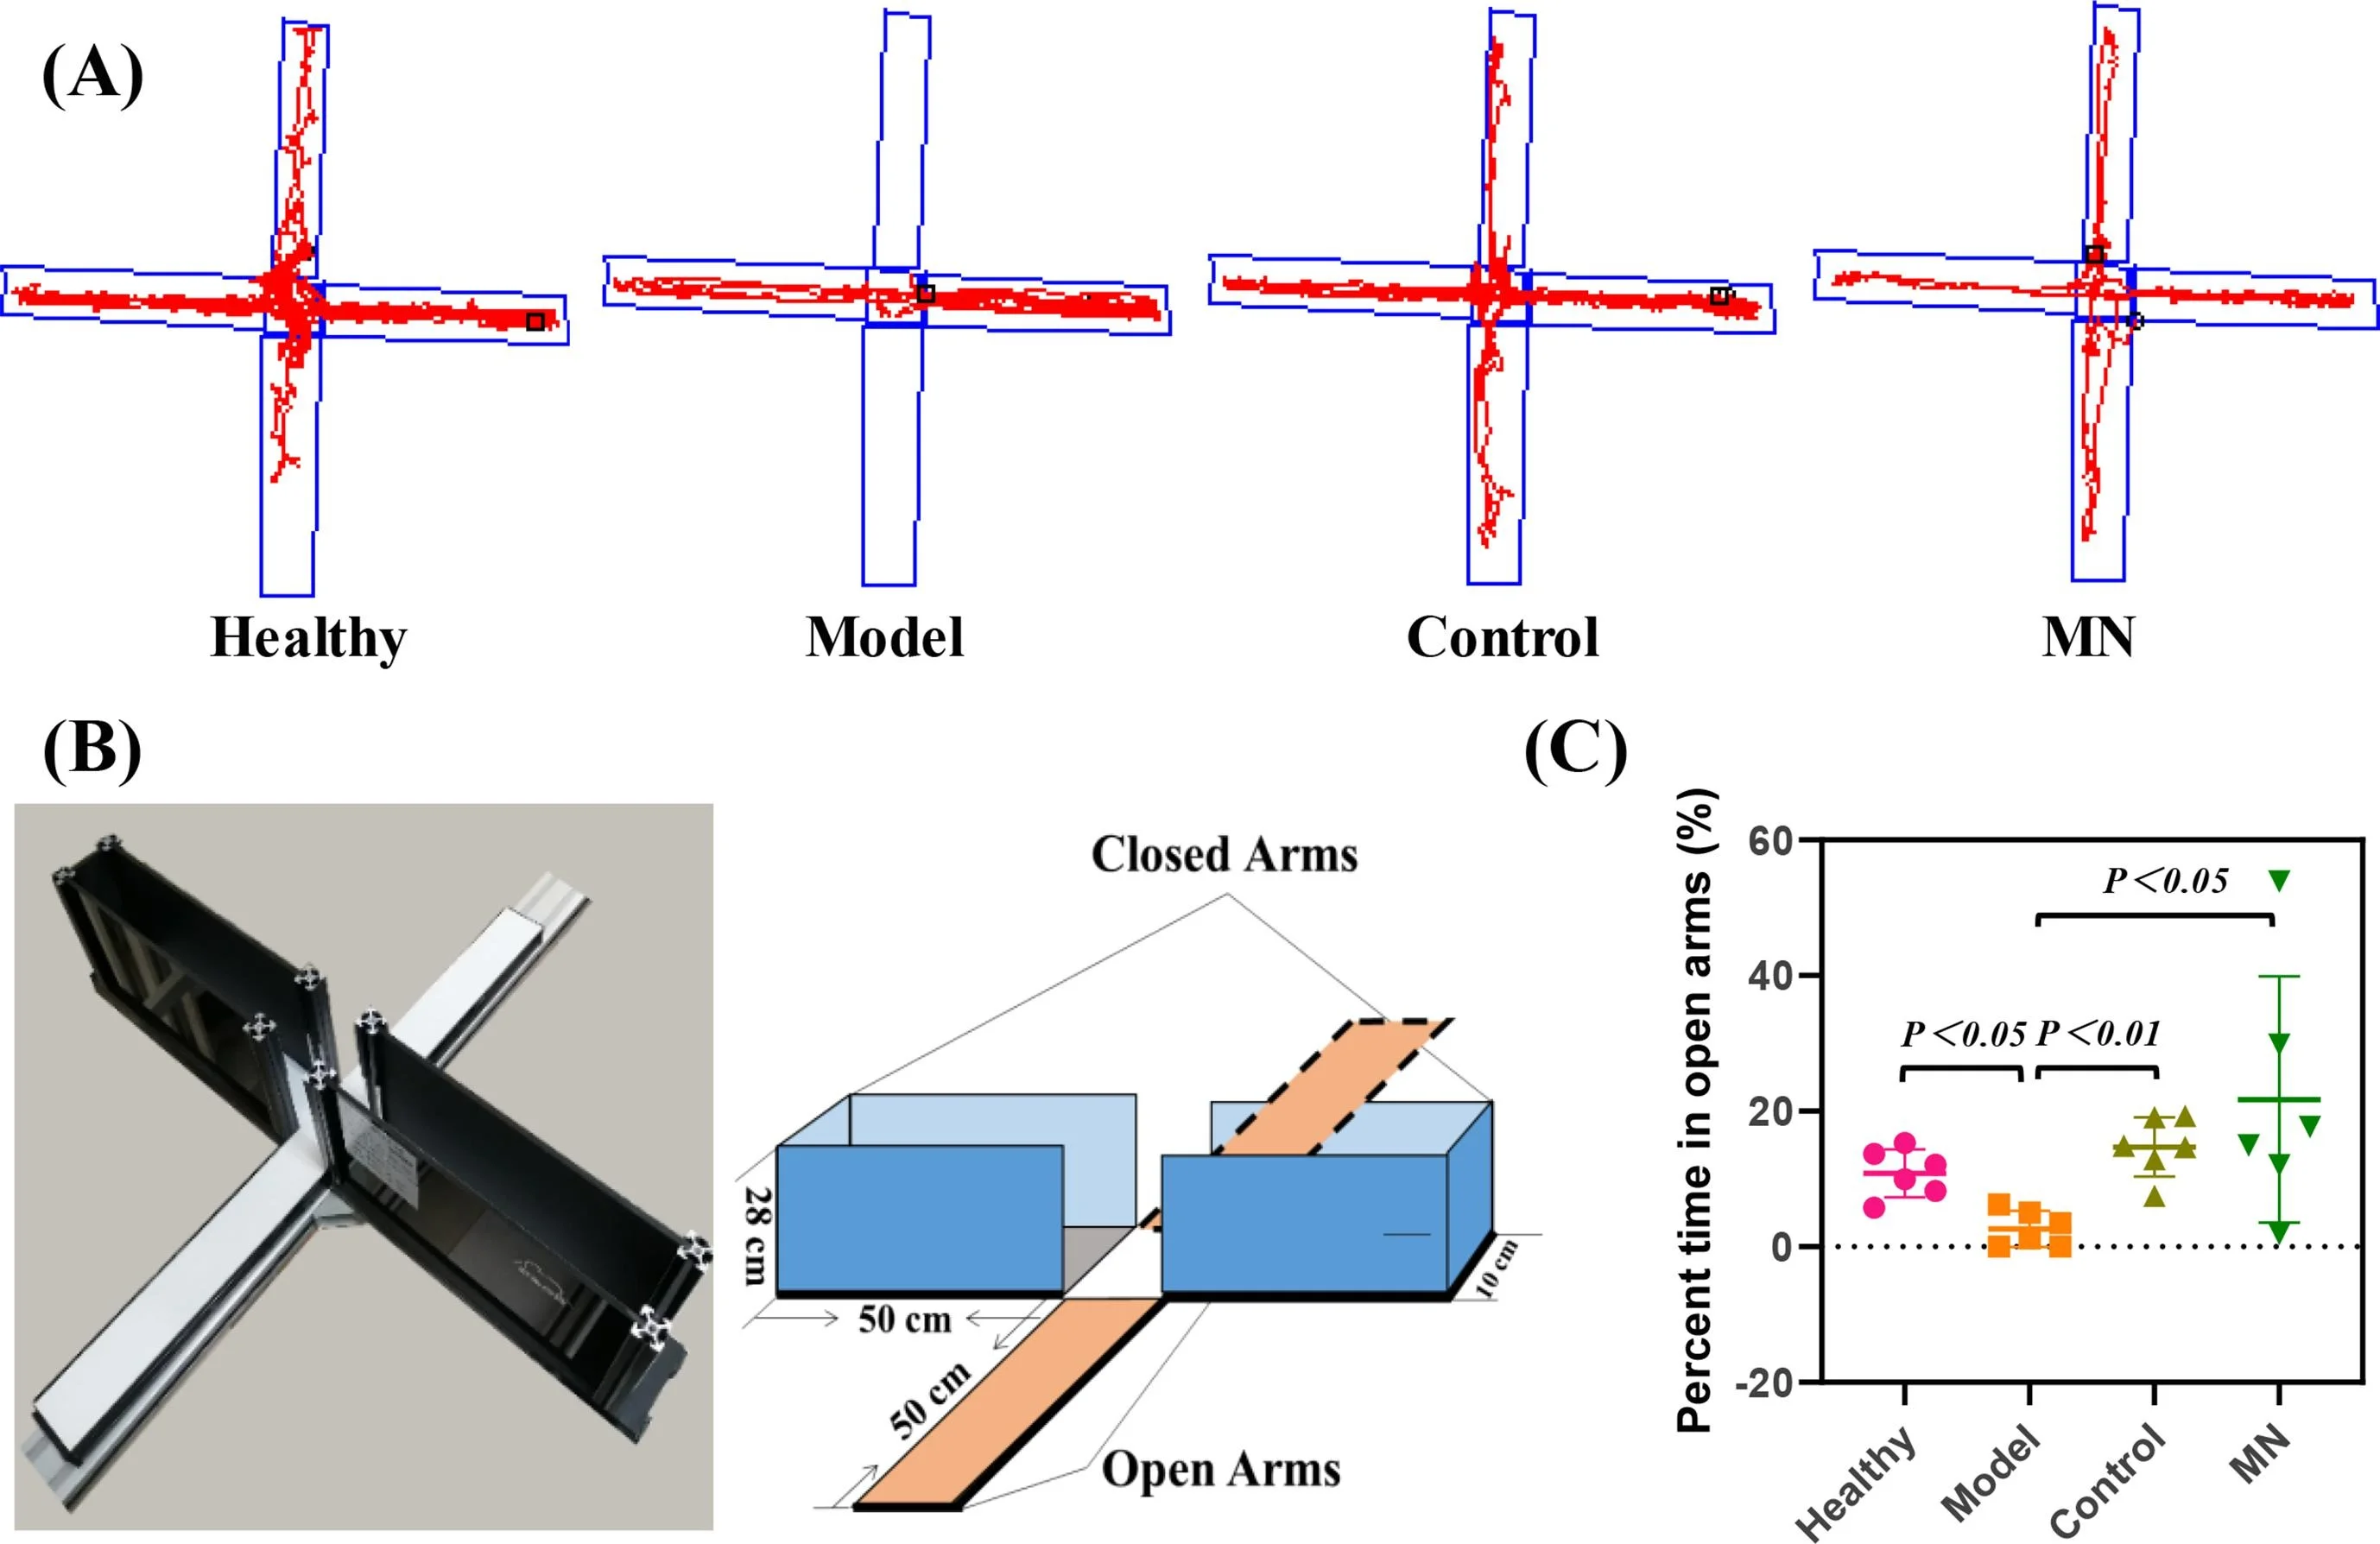 (A)
Healthy
Model
Control
MN
(B)
Closed Arms
28 cm
50 cm
10 cm
50 cm
Open Arms
(C)
Percent time in open arms (%)
60
40
20
0
-20
P<0.05
P<0.05
P<0.01
Healthy
Model
Control
MN